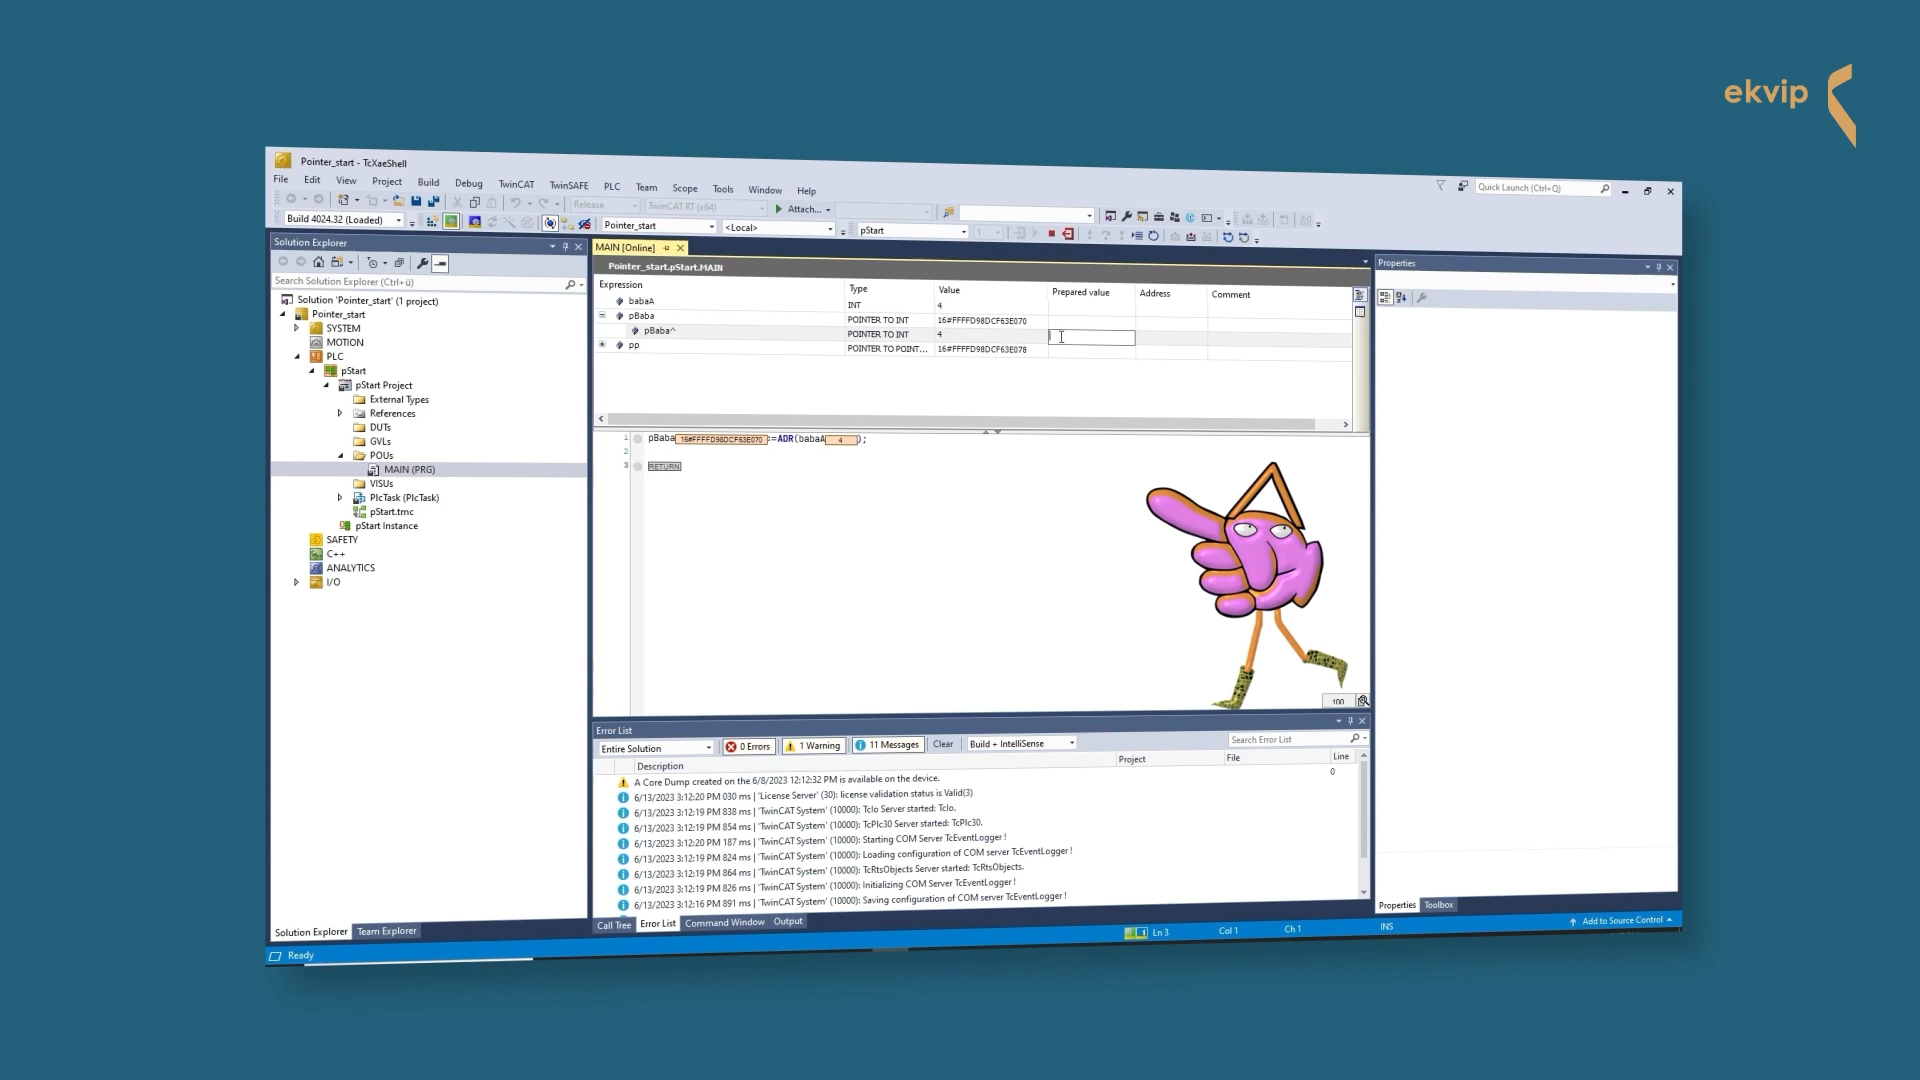 ekvip
Pointer_start - TcXaeShell
File Edit View Project Build Debug TwinCAT TwinSAFE PLC Team Scope Tools Window Help
Quick Launch (Ctrl+Q)
Release TwinCAT RT (x64) Attach...
Build 4024.32 (Loaded) Pointer_start <Local> pStart 1
Solution Explorer
Search Solution Explorer (Ctrl+ü)
Solution 'Pointer_start' (1 project)
Pointer_start
SYSTEM
MOTION
PLC
pStart
pStart Project
External Types
References
DUTs
GVLs
POUs
MAIN (PRG)
VISUs
PlcTask (PlcTask)
pStart.tmc
pStart Instance
SAFETY
C++
ANALYTICS
I/O
Solution Explorer Team Explorer
MAIN [Online]
Pointer_start.pStart.MAIN
Expression Type Value Prepared value Address Comment
babaA INT 4
pBaba POINTER TO INT 16#FFFFD98DCF63E070
pBaba^ POINTER TO INT 4
pp POINTER TO POINT... 16#FFFFD98DCF63E078
1 pBaba 16#FFFFD98DCF63E070 :=ADR(babaA 4 );
2
3 RETURN
100
Error List
Entire Solution 0 Errors 1 Warning 11 Messages Clear Build + IntelliSense Search Error List
Description Project File Line
A Core Dump created on the 6/8/2023 12:12:32 PM is available on the device. 0
6/13/2023 3:12:20 PM 030 ms | 'License Server' (30): license validation status is Valid(3)
6/13/2023 3:12:19 PM 838 ms | 'TwinCAT System' (10000): TcIo Server started: TcIo.
6/13/2023 3:12:19 PM 854 ms | 'TwinCAT System' (10000): TcPlc30 Server started: TcPlc30.
6/13/2023 3:12:20 PM 187 ms | 'TwinCAT System' (10000): Starting COM Server TcEventLogger !
6/13/2023 3:12:19 PM 824 ms | 'TwinCAT System' (10000): Loading configuration of COM server TcEventLogger !
6/13/2023 3:12:19 PM 864 ms | 'TwinCAT System' (10000): TcRtsObjects Server started: TcRtsObjects.
6/13/2023 3:12:19 PM 826 ms | 'TwinCAT System' (10000): Initializing COM Server TcEventLogger !
6/13/2023 3:12:16 PM 891 ms | 'TwinCAT System' (10000): Saving configuration of COM server TcEventLogger !
Call Tree Error List Command Window Output
Properties
Properties Toolbox
Ready Ln 3 Col 1 Ch 1 INS Add to Source Control